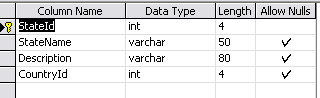 Column Name Data Type Length Allow Nulls
StateId int 4
StateName varchar 50 ✓
Description varchar 80 ✓
CountryId int 4 ✓